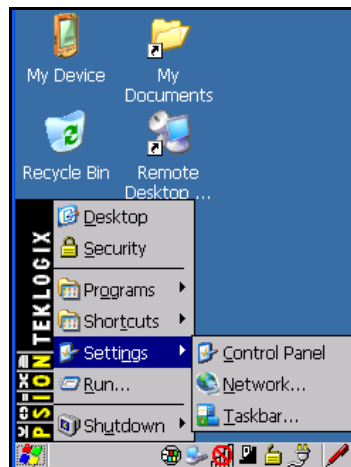 My Device
My
Documents
Recycle Bin
Remote
Desktop ...
Desktop
Security
Programs
Shortcuts
Settings
Run...
Shutdown
Control Panel
Network...
Taskbar...
PSION TEKLOGIX